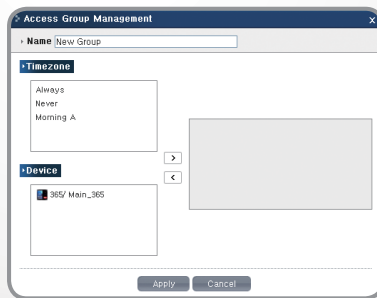 Access Group Management
x
Name New Group
Timezone
Always
Never
Morning A
>
<
Device
365/ Main_365
Apply Cancel